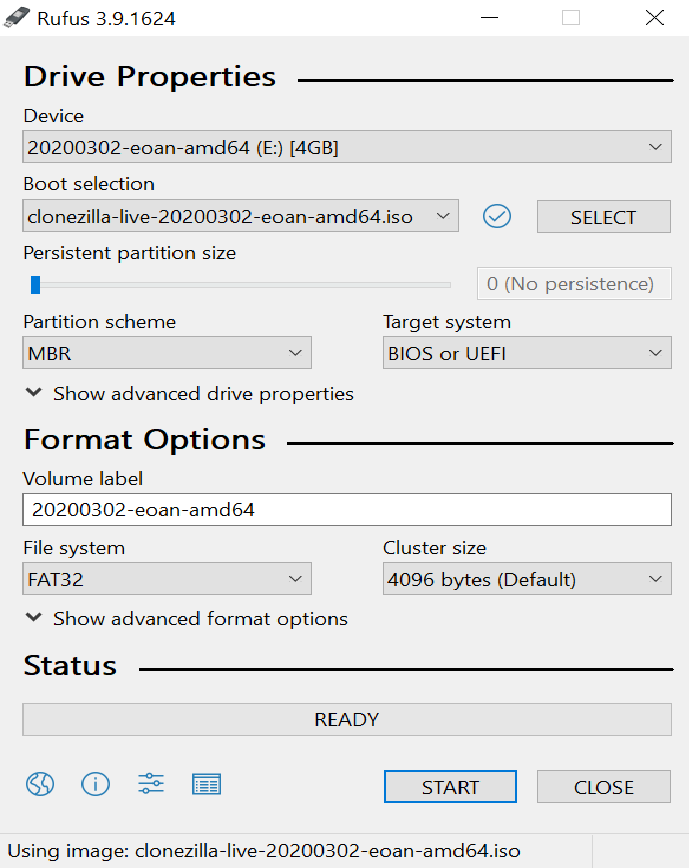 Rufus 3.9.1624
Drive Properties
Device
20200302-eoan-amd64 (E:) [4GB]
Boot selection
clonezilla-live-20200302-eoan-amd64.iso
SELECT
Persistent partition size
0 (No persistence)
Partition scheme
Target system
MBR
BIOS or UEFI
Show advanced drive properties
Format Options
Volume label
20200302-eoan-amd64
File system
Cluster size
FAT32
4096 bytes (Default)
Show advanced format options
Status
READY
START
CLOSE
Using image: clonezilla-live-20200302-eoan-amd64.iso